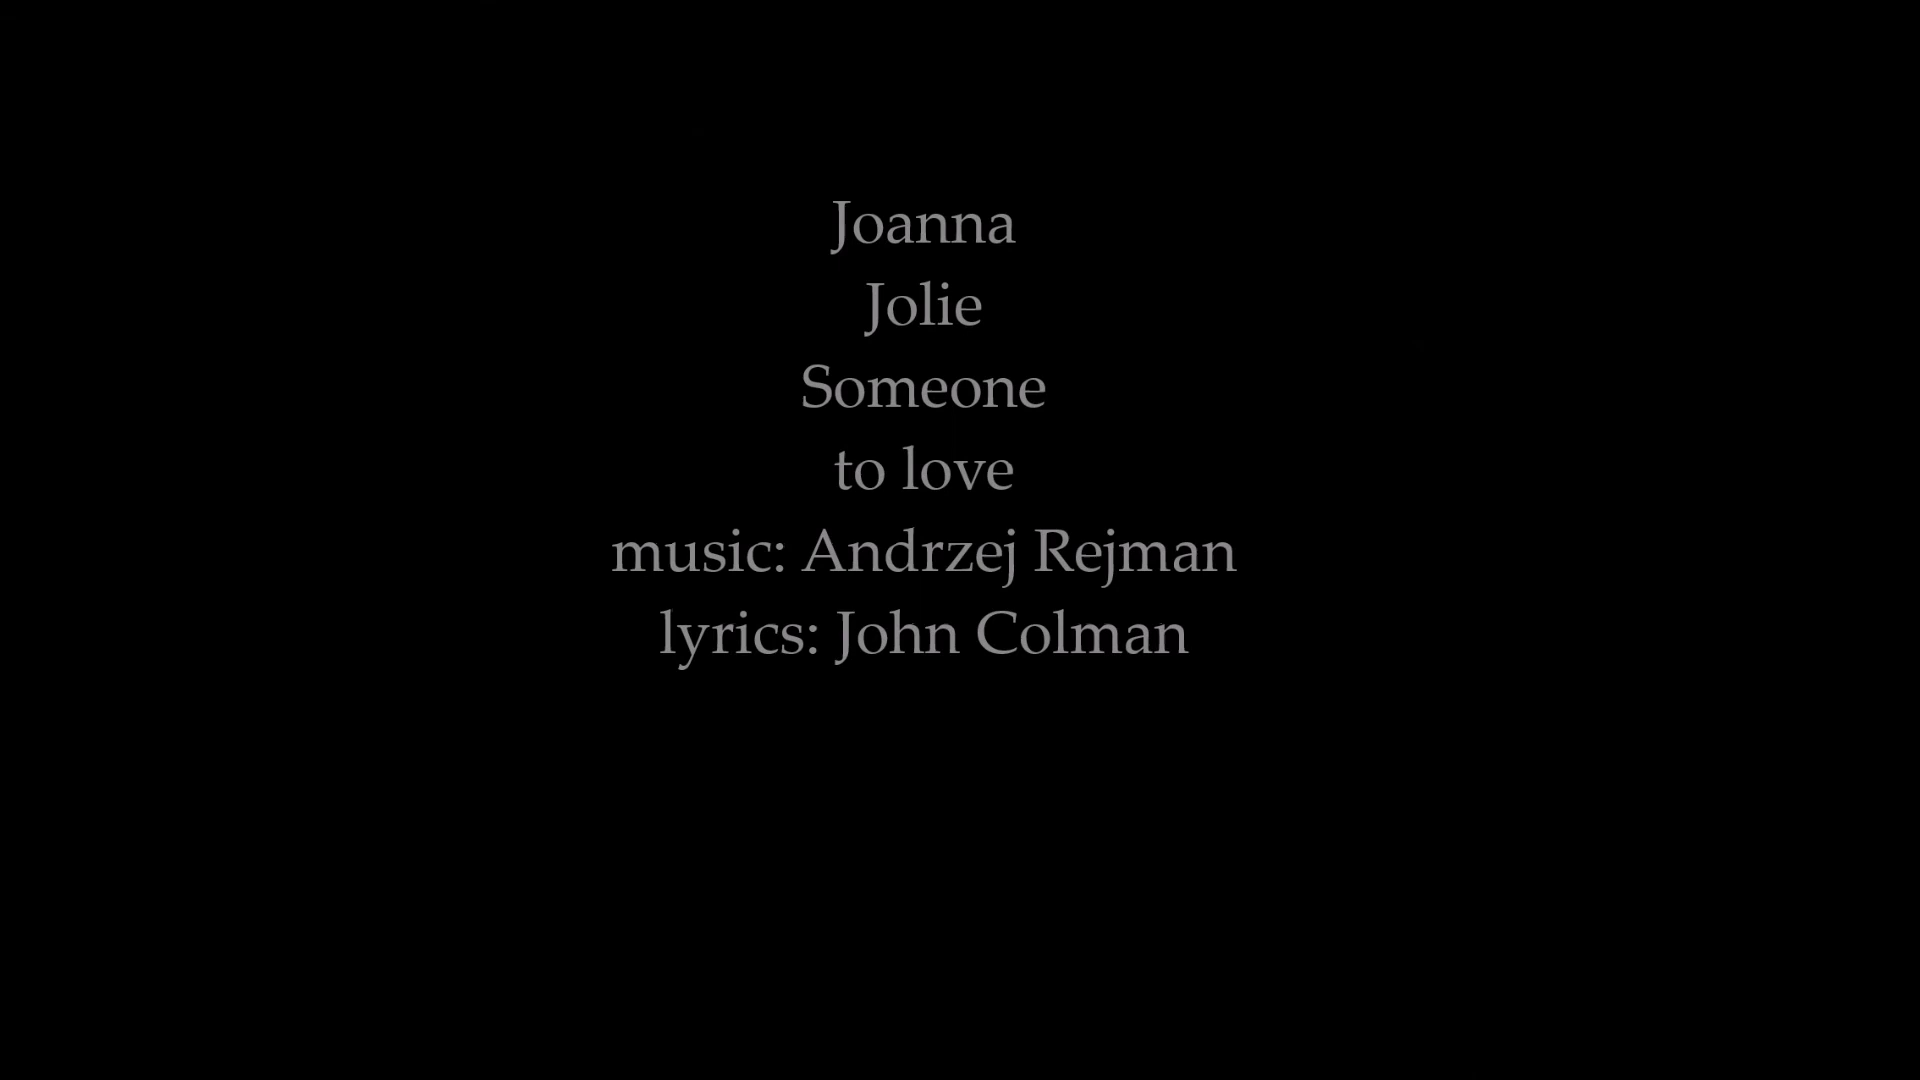 Joanna
Jolie
Someone
to love
music: Andrzej Rejman
lyrics: John Colman